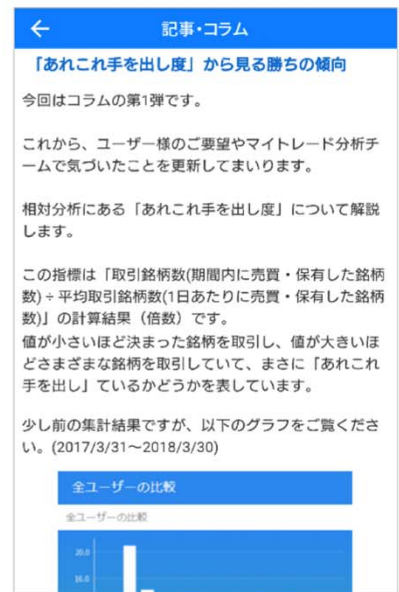 記事・コラム
「あれこれ手を出し度」から見る勝ちの傾向
今回はコラムの第1弾です。
これから、ユーザー様のご要望やマイトレード分析チ
ームで気づいたことを更新してまいります。
相対分析にある「あれこれ手を出し度」について解説
します。
この指標は「取引銘柄数(期間内に売買・保有した銘柄
数)÷平均取引銘柄数(1日あたりに売買・保有した銘柄
数)」の計算結果（倍数）です。
値が小さいほど決まった銘柄を取引し、値が大きいほ
どさまざまな銘柄を取引していて、まさに「あれこれ
手を出し」ているかどうかを表しています。
少し前の集計結果ですが、以下のグラフをご覧くださ
い。(2017/3/31～2018/3/30)
全ユーザーの比較
全ユーザーの比較
20.0
16.0